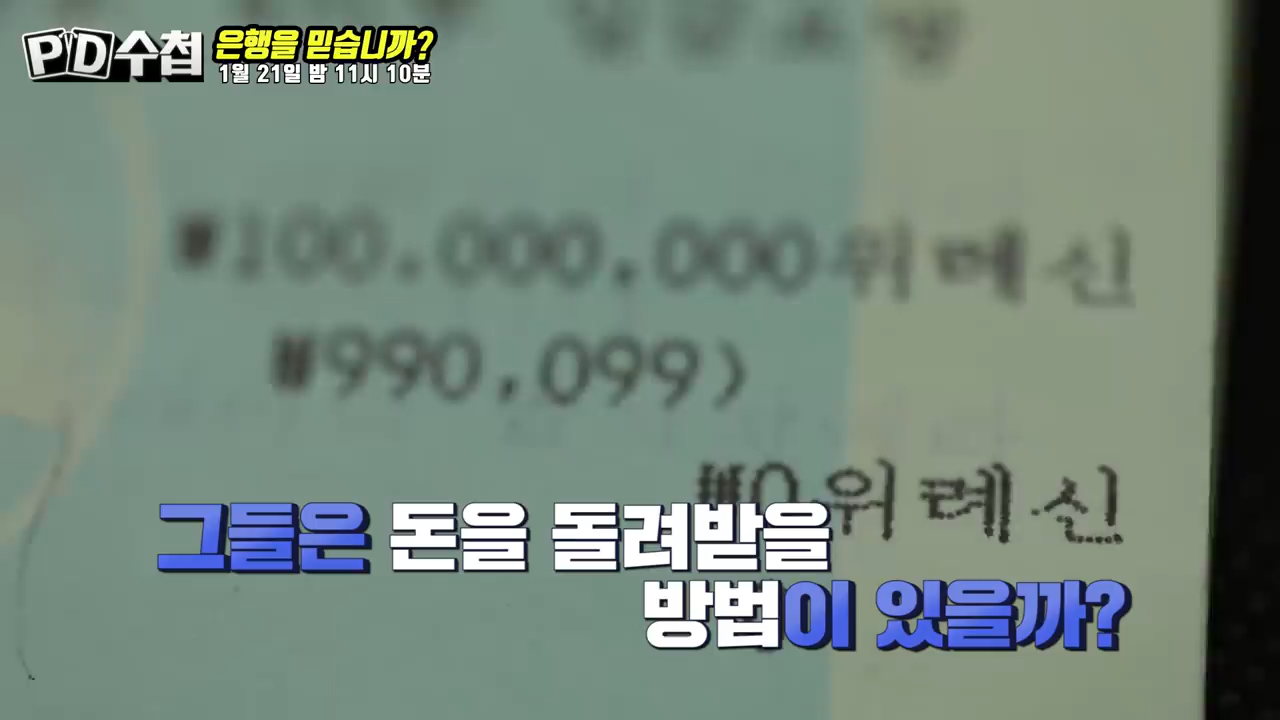 PD수첩
은행을 믿습니까?
1월 21일 밤 11시 10분
₩100,000,000위례신
₩990,099)
₩0위례신
그들은 돈을 돌려받을
방법이 있을까?